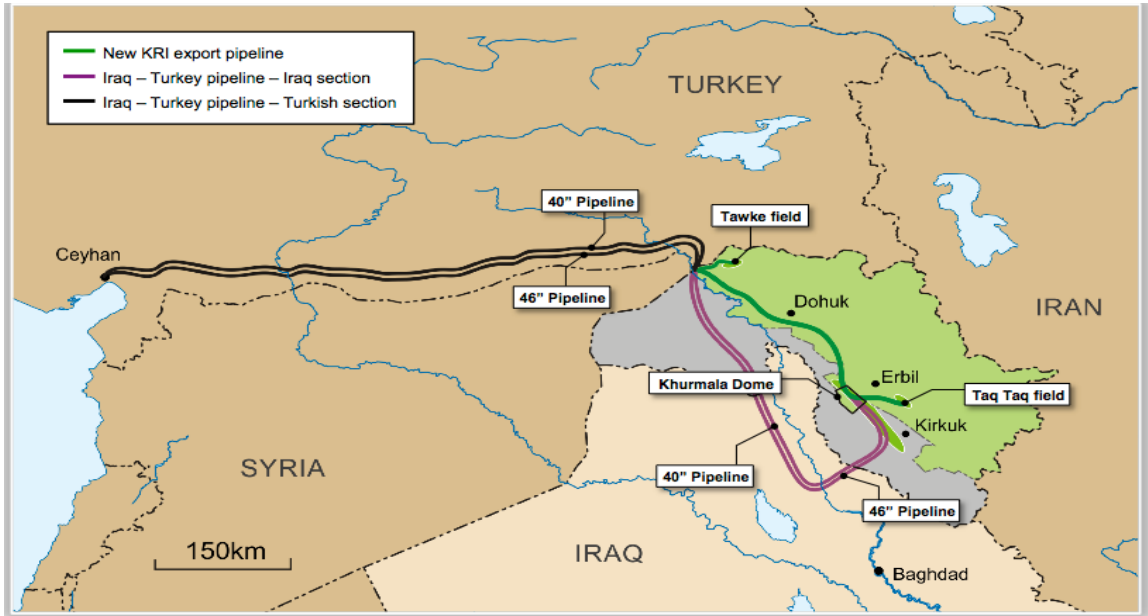 New KRI export pipeline
Iraq – Turkey pipeline – Iraq section
Iraq – Turkey pipeline – Turkish section
TURKEY
40” Pipeline
Tawke field
Ceyhan
46” Pipeline
Dohuk
IRAN
Khurmala Dome
Erbil
Taq Taq field
Kirkuk
SYRIA
40” Pipeline
46” Pipeline
150km
IRAQ
Baghdad